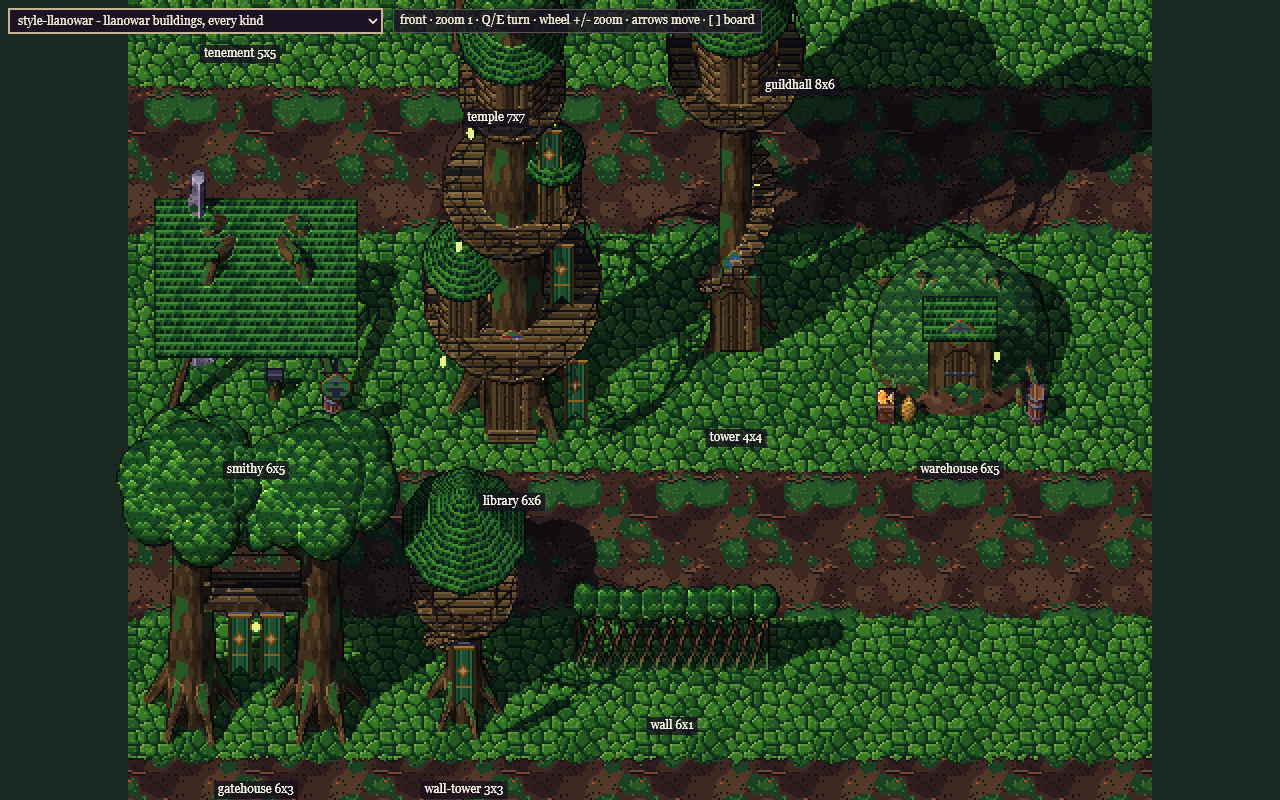 style-llanowar - llanowar buildings, every kind
front · zoom 1 · Q/E turn · wheel +/- zoom · arrows move · [ ] board
tenement 5x5
guildhall 8x6
temple 7x7
tower 4x4
smithy 6x5
warehouse 6x5
library 6x6
wall 6x1
gatehouse 6x3
wall-tower 3x3